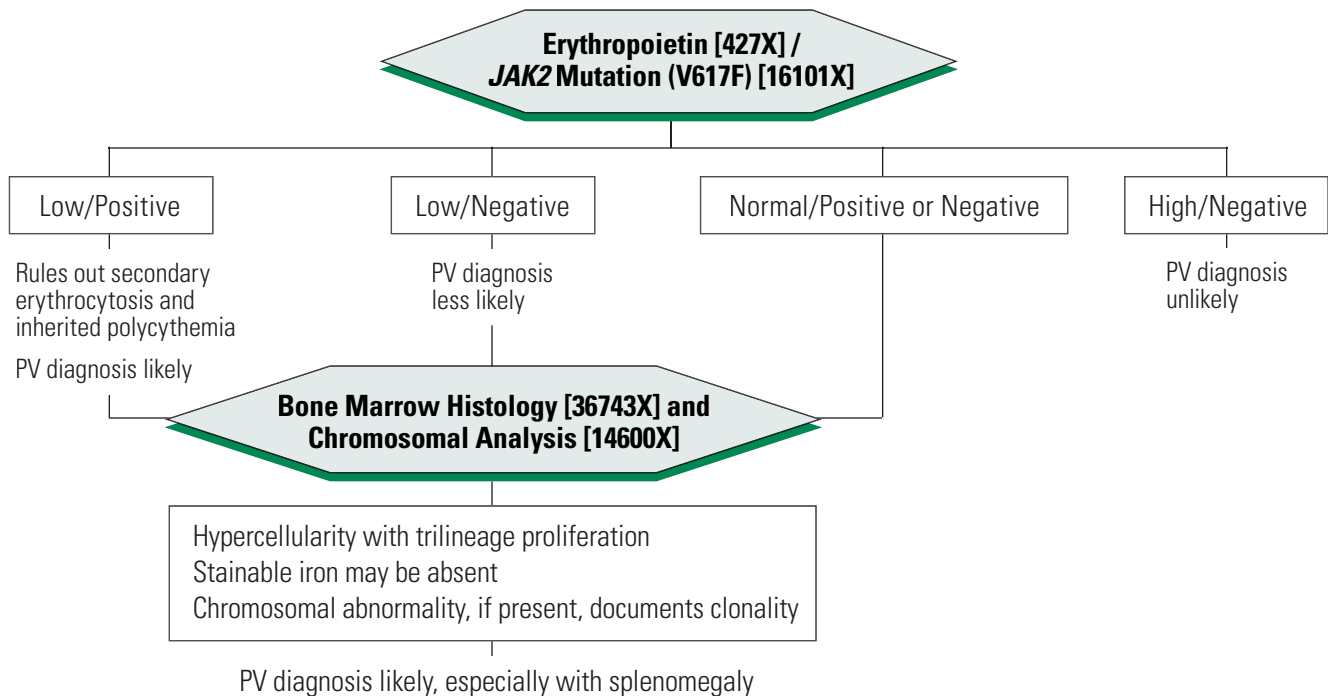 Erythropoietin [427X] /
JAK2 Mutation (V617F) [16101X]
Low/Positive
Low/Negative
Normal/Positive or Negative
High/Negative
Rules out secondary
erythrocytosis and
inherited polycythemia
PV diagnosis likely
PV diagnosis
less likely
PV diagnosis
unlikely
Bone Marrow Histology [36743X] and
Chromosomal Analysis [14600X]
Hypercellularity with trilineage proliferation
Stainable iron may be absent
Chromosomal abnormality, if present, documents clonality
PV diagnosis likely, especially with splenomegaly